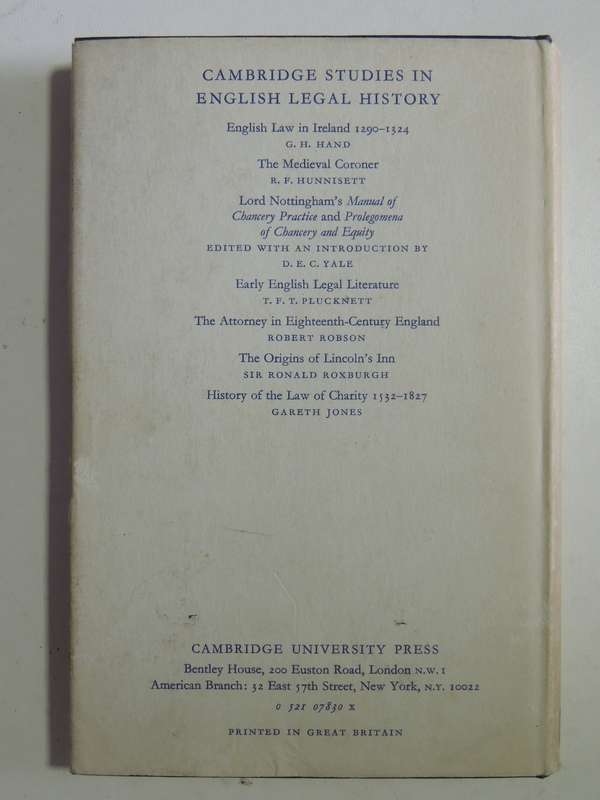 CAMBRIDGE STUDIES IN
ENGLISH LEGAL HISTORY
English Law in Ireland 1290–1324
G. H. HAND
The Medieval Coroner
R. F. HUNNISETT
Lord Nottingham's Manual of
Chancery Practice and Prolegomena
of Chancery and Equity
EDITED WITH AN INTRODUCTION BY
D. E. C. YALE
Early English Legal Literature
T. F. T. PLUCKNETT
The Attorney in Eighteenth-Century England
ROBERT ROBSON
The Origins of Lincoln's Inn
SIR RONALD ROXBURGH
History of the Law of Charity 1532–1827
GARETH JONES
CAMBRIDGE UNIVERSITY PRESS
Bentley House, 200 Euston Road, London N.W. 1
American Branch: 32 East 57th Street, New York, N.Y. 10022
0 521 07830 X
PRINTED IN GREAT BRITAIN